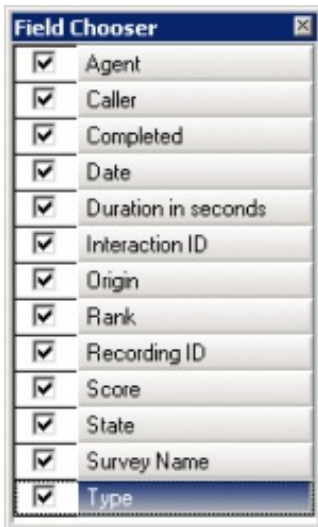 Field Chooser
Agent
Caller
Completed
Date
Duration in seconds
Interaction ID
Origin
Rank
Recording ID
Score
State
Survey Name
Type